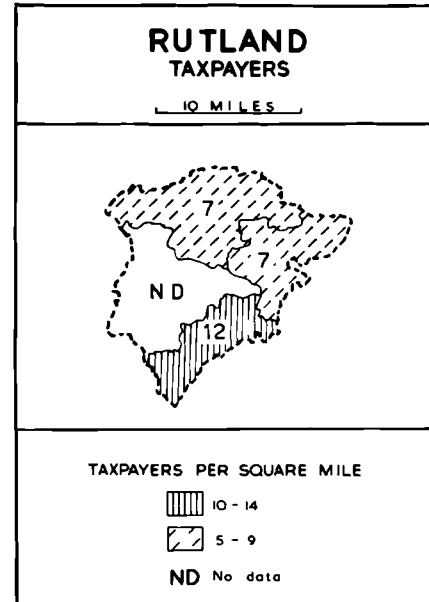 RUTLAND
TAXPAYERS
10 MILES
7
7
ND
12
TAXPAYERS PER SQUARE MILE
10 - 14
5 - 9
ND No data